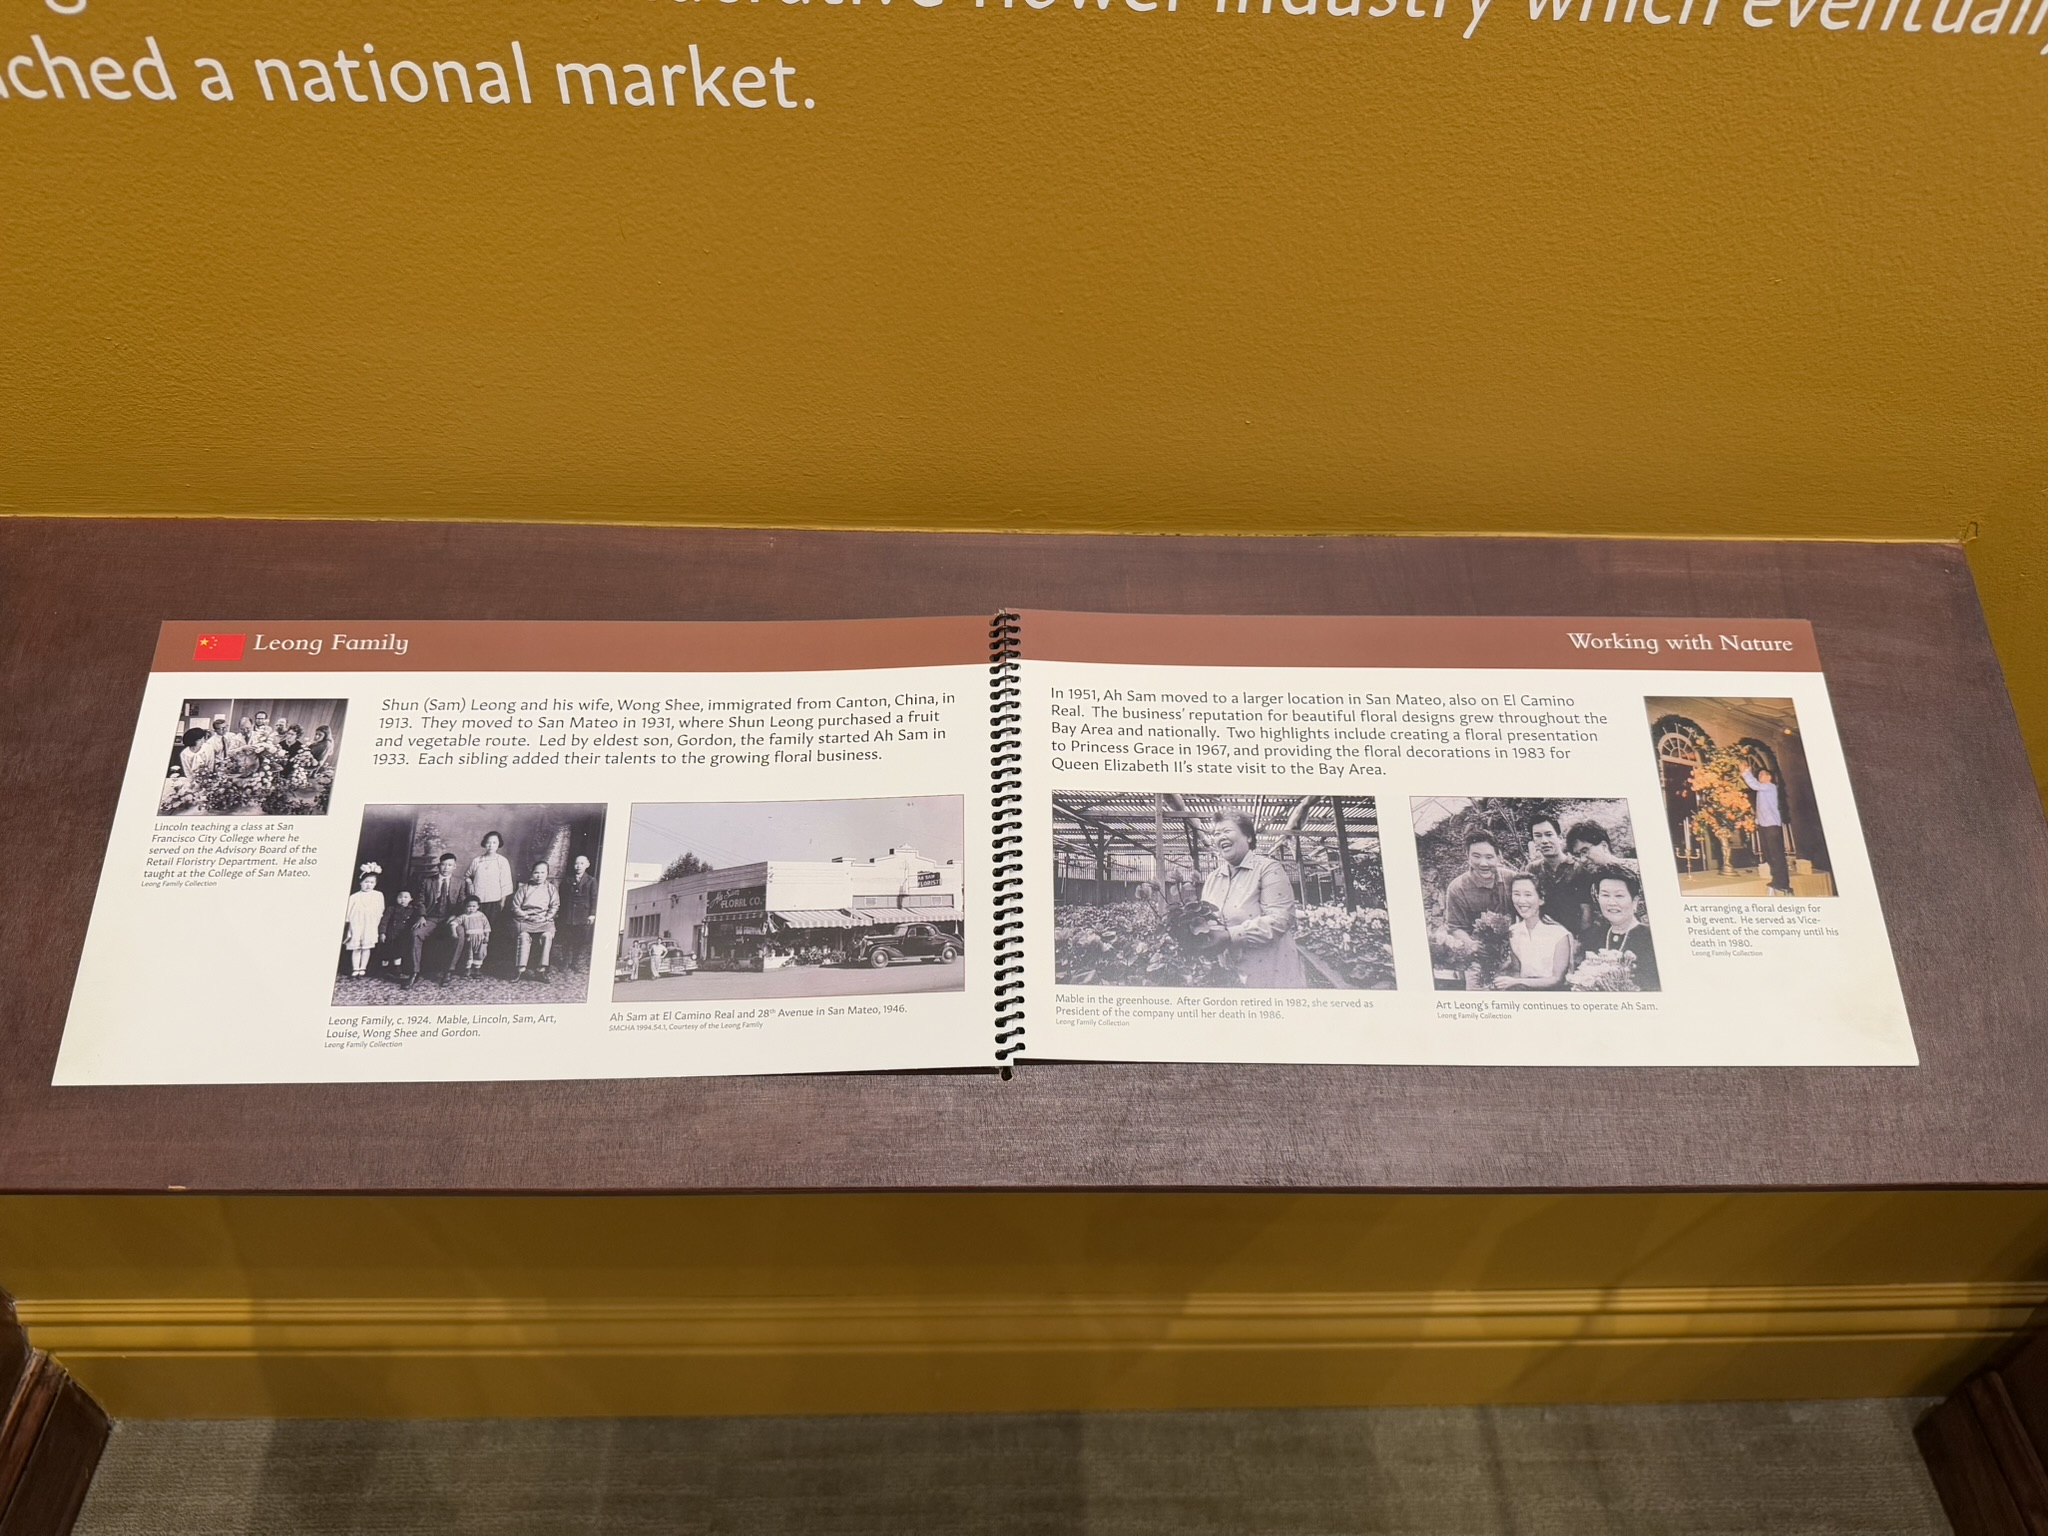 flower industry which eventually
a national market.
Leong Family
Shun (Sam) Leong and his wife, Wong Shee, immigrated from Canton, China, in
1913. They moved to San Mateo in 1931, where Shun Leong purchased a fruit
and vegetable route. Led by eldest son, Gordon, the family started Ah Sam in
1933. Each sibling added their talents to the growing floral business.
Lincoln teaching a class at San
Francisco City College where he
served on the Advisory Board of the
Retail Floristry Department. He also
taught at the College of San Mateo.
Leong Family Collection
Leong Family, c. 1924. Mable, Lincoln, Sam, Art,
Louise, Wong Shee and Gordon.
Leong Family Collection
FLORAL CO.
AH SAM
FLORIST
Ah Sam at El Camino Real and 28th Avenue in San Mateo, 1946.
SMCHA 1994.54.1, Courtesy of the Leong Family
Working with Nature
In 1951, Ah Sam moved to a larger location in San Mateo, also on El Camino
Real. The business' reputation for beautiful floral designs grew throughout the
Bay Area and nationally. Two highlights include creating a floral presentation
to Princess Grace in 1967, and providing the floral decorations in 1983 for
Queen Elizabeth II's state visit to the Bay Area.
Mable in the greenhouse. After Gordon retired in 1982, she served as
President of the company until her death in 1986.
Leong Family Collection
Art Leong's family continues to operate Ah Sam.
Leong Family Collection
Art arranging a floral design for
a big event. He served as Vice-
President of the company until his
death in 1980.
Leong Family Collection